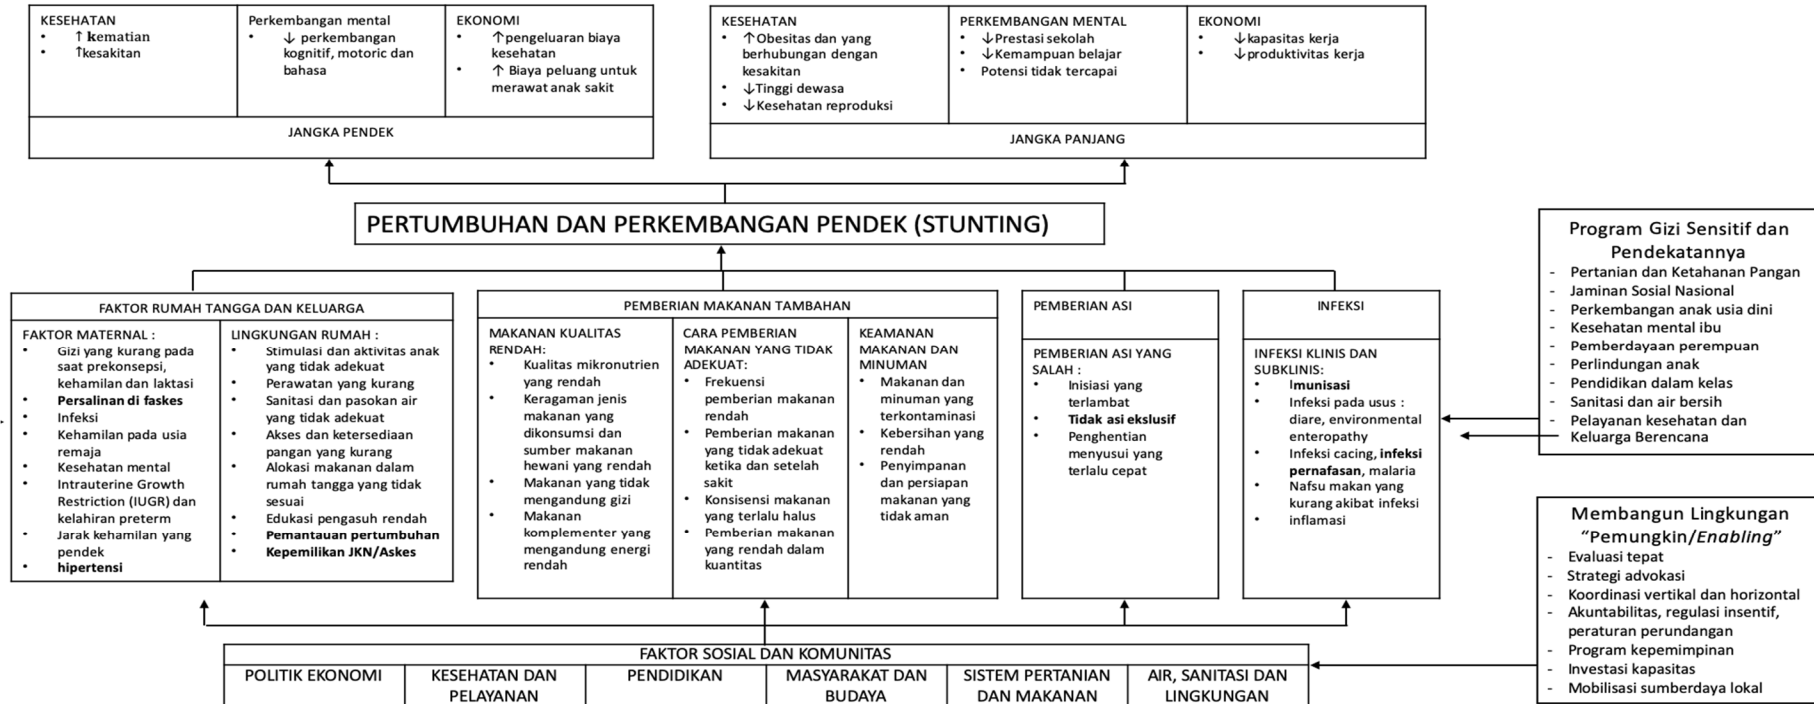 KESEHATAN
• ↑ kematian
• ↑kesakitan
Perkembangan mental
• ↓ perkembangan
kognitif, motoric dan
bahasa
EKONOMI
• ↑pengeluaran biaya
kesehatan
• ↑ Biaya peluang untuk
merawat anak sakit
JANGKA PENDEK
KESEHATAN
• ↑Obesitas dan yang
berhubungan dengan
kesakitan
• ↓Tinggi dewasa
• ↓Kesehatan reproduksi
PERKEMBANGAN MENTAL
• ↓Prestasi sekolah
• ↓Kemampuan belajar
• Potensi tidak tercapai
EKONOMI
• ↓kapasitas kerja
• ↓produktivitas kerja
JANGKA PANJANG
PERTUMBUHAN DAN PERKEMBANGAN PENDEK (STUNTING)
FAKTOR RUMAH TANGGA DAN KELUARGA
FAKTOR MATERNAL :
• Gizi yang kurang pada
saat prekonsepsi,
kehamilan dan laktasi
• Persalinan di faskes
• Infeksi
• Kehamilan pada usia
remaja
• Kesehatan mental
• Intrauterine Growth
Restriction (IUGR) dan
kelahiran preterm
• Jarak kehamilan yang
pendek
• hipertensi
LINGKUNGAN RUMAH :
• Stimulasi dan aktivitas anak
yang tidak adekuat
• Perawatan yang kurang
• Sanitasi dan pasokan air
yang tidak adekuat
• Akses dan ketersediaan
pangan yang kurang
• Alokasi makanan dalam
rumah tangga yang tidak
sesuai
• Edukasi pengasuh rendah
• Pemantauan pertumbuhan
• Kepemilikan JKN/Askes
PEMBERIAN MAKANAN TAMBAHAN
MAKANAN KUALITAS
RENDAH:
• Kualitas mikronutrien
yang rendah
• Keragaman jenis
makanan yang
dikonsumsi dan
sumber makanan
hewani yang rendah
• Makanan yang tidak
mengandung gizi
• Makanan
komplementer yang
mengandung energi
rendah
CARA PEMBERIAN
MAKANAN YANG TIDAK
ADEKUAT:
• Frekuensi
pemberian makanan
rendah
• Pemberian makanan
yang tidak adekuat
ketika dan setelah
sakit
• Konsisensi makanan
yang terlalu halus
• Pemberian makanan
yang rendah dalam
kuantitas
KEAMANAN
MAKANAN DAN
MINUMAN
• Makanan dan
minuman yang
terkontaminasi
• Kebersihan yang
rendah
• Penyimpanan
dan persiapan
makanan yang
tidak aman
PEMBERIAN ASI
PEMBERIAN ASI YANG
SALAH :
• Inisiasi yang
terlambat
• Tidak asi ekslusif
• Penghentian
menyusui yang
terlalu cepat
INFEKSI
INFEKSI KLINIS DAN
SUBKLINIS:
• Imunisasi
• Infeksi pada usus :
diare, environmental
enteropathy
• Infeksi cacing, infeksi
pernafasan, malaria
• Nafsu makan yang
kurang akibat infeksi
• inflamasi
Program Gizi Sensitif dan
Pendekatannya
- Pertanian dan Ketahanan Pangan
- Jaminan Sosial Nasional
- Perkembangan anak usia dini
- Kesehatan mental ibu
- Pemberdayaan perempuan
- Perlindungan anak
- Pendidikan dalam kelas
- Sanitasi dan air bersih
- Pelayanan kesehatan dan
Keluarga Berencana
Membangun Lingkungan
“Pemungkin/Enabling”
- Evaluasi tepat
- Strategi advokasi
- Koordinasi vertikal dan horizontal
- Akuntabilitas, regulasi insentif,
peraturan perundangan
- Program kepemimpinan
- Investasi kapasitas
- Mobilisasi sumberdaya lokal
FAKTOR SOSIAL DAN KOMUNITAS
POLITIK EKONOMI
KESEHATAN DAN
PELAYANAN
PENDIDIKAN
MASYARAKAT DAN
BUDAYA
SISTEM PERTANIAN
DAN MAKANAN
AIR, SANITASI DAN
LINGKUNGAN